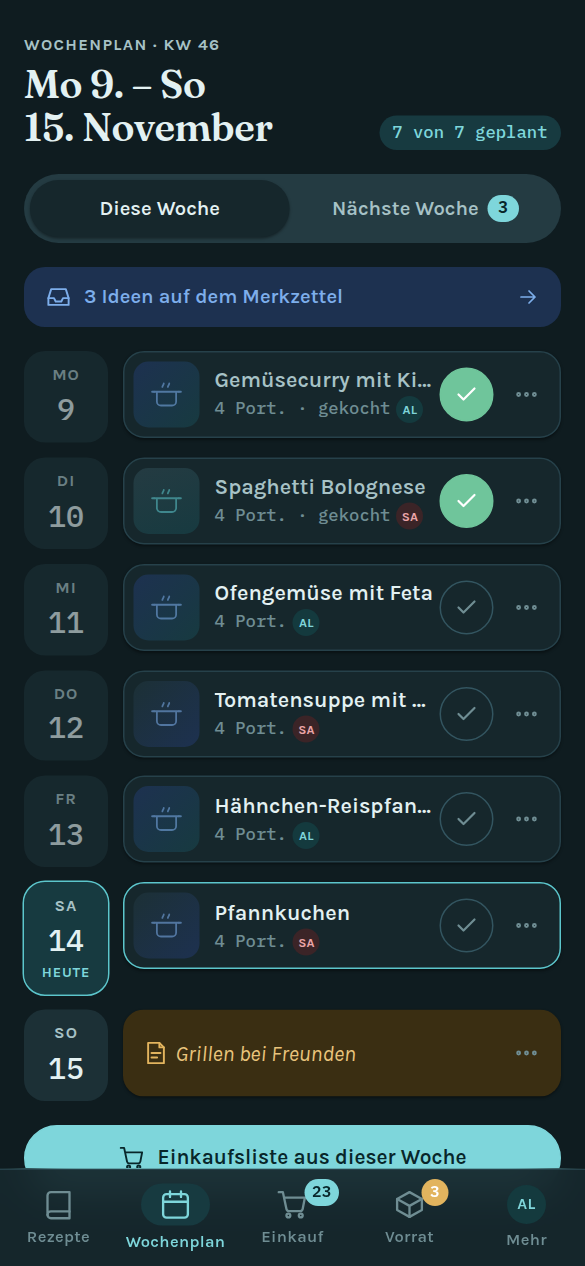 WOCHENPLAN · KW 46
Mo 9. – So
15. November
7 von 7 geplant
Diese Woche
Nächste Woche 3
3 Ideen auf dem Merkzettel
MO
9
Gemüsecurry mit Ki...
4 Port. · gekocht AL
DI
10
Spaghetti Bolognese
4 Port. · gekocht SA
MI
11
Ofengemüse mit Feta
4 Port. AL
DO
12
Tomatensuppe mit ...
4 Port. SA
FR
13
Hähnchen-Reispfan...
4 Port. AL
SA
14
HEUTE
Pfannkuchen
4 Port. SA
SO
15
Grillen bei Freunden
Einkaufsliste aus dieser Woche
Rezepte
Wochenplan
23
Einkauf
3
Vorrat
AL
Mehr